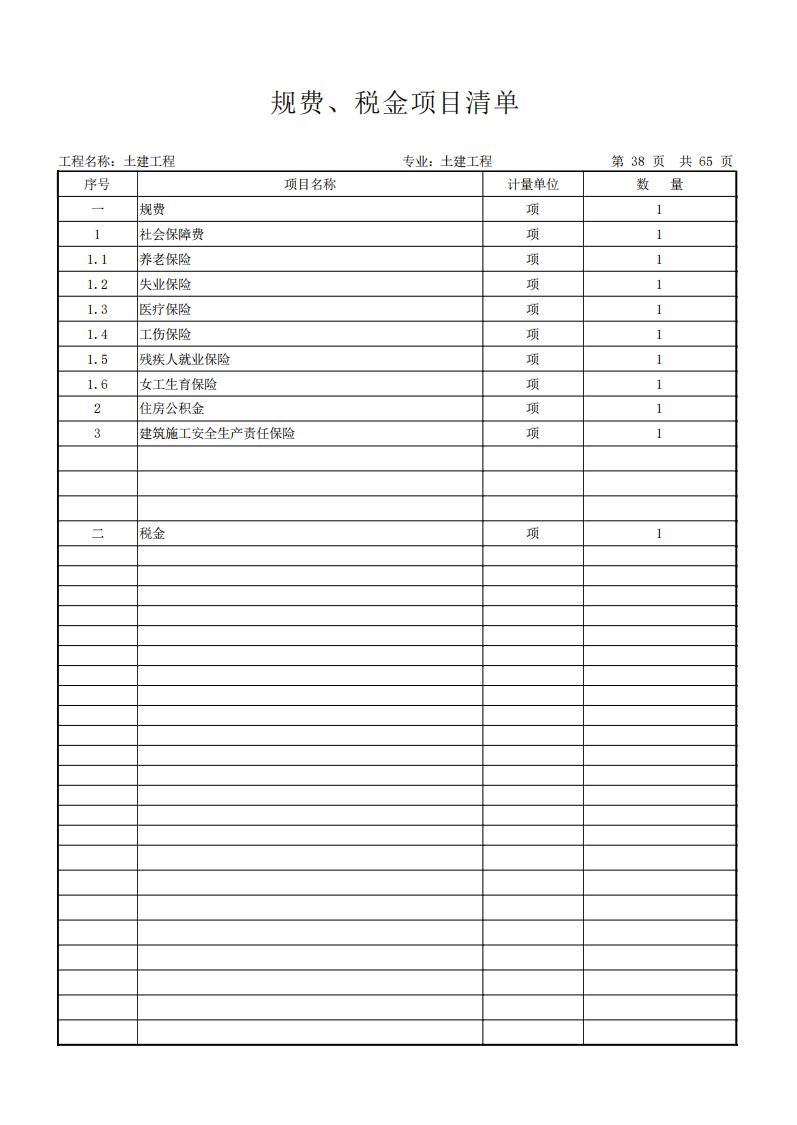 规费、税金项目清单
工程名称：土建工程 专业：土建工程 第 38 页 共 65 页
序号 项目名称 计量单位 数 量
一 规费 项 1
1 社会保障费 项 1
1.1 养老保险 项 1
1.2 失业保险 项 1
1.3 医疗保险 项 1
1.4 工伤保险 项 1
1.5 残疾人就业保险 项 1
1.6 女工生育保险 项 1
2 住房公积金 项 1
3 建筑施工安全生产责任保险 项 1
二 税金 项 1